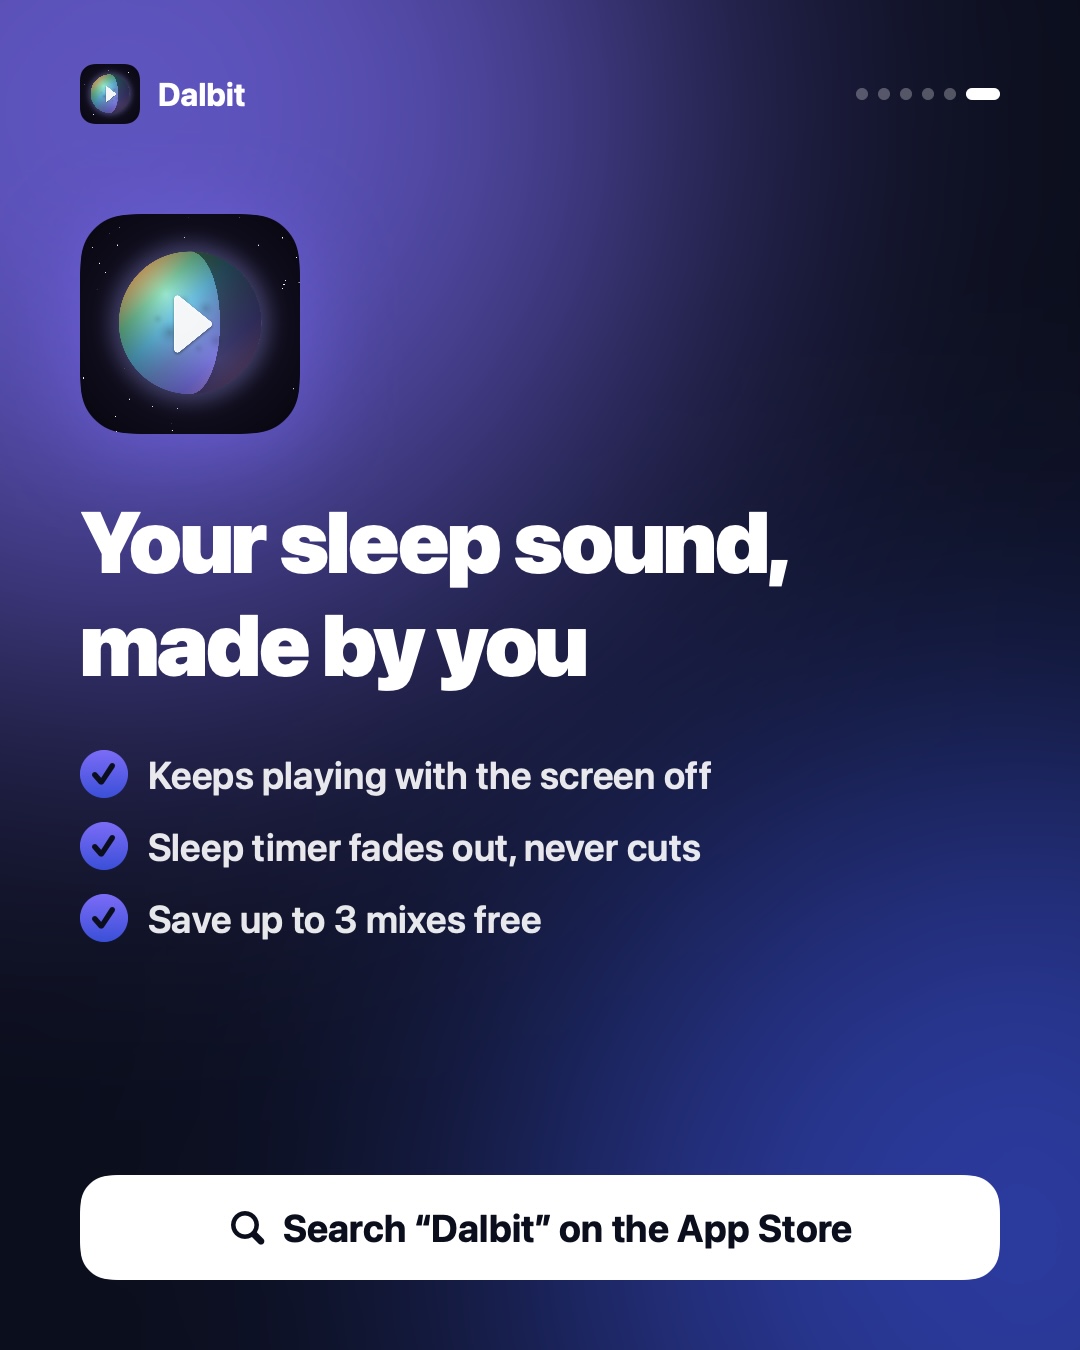 Dalbit
Your sleep sound,
made by you
Keeps playing with the screen off
Sleep timer fades out, never cuts
Save up to 3 mixes free
Search “Dalbit” on the App Store